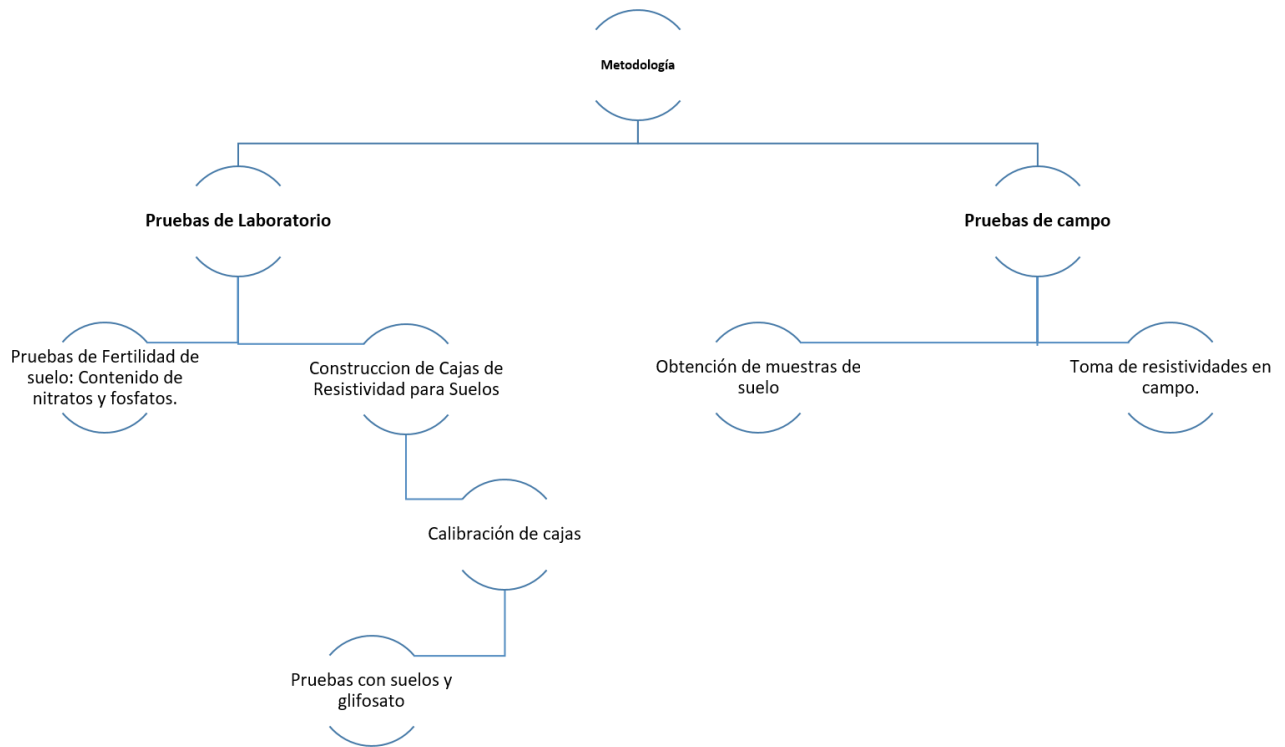 Metodología
Pruebas de Laboratorio
Pruebas de campo
Pruebas de Fertilidad de
suelo: Contenido de
nitratos y fosfatos.
Construccion de Cajas de
Resistividad para Suelos
Obtención de muestras de
suelo
Toma de resistividades en
campo.
Calibración de cajas
Pruebas con suelos y
glifosato